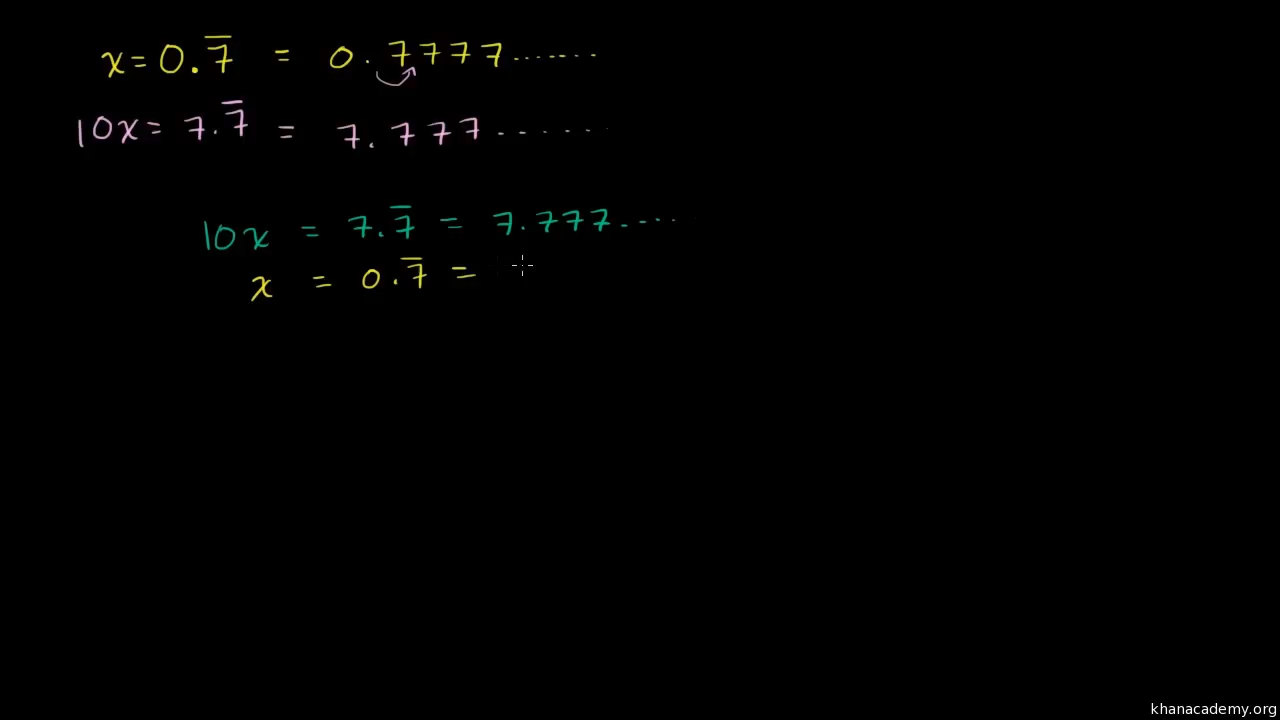 x = 0.7̅ = 0.7777.......
10x = 7.7̅ = 7.777.......
10x = 7.7̅ = 7.777.....
x = 0.7̅ =
khanacademy.org